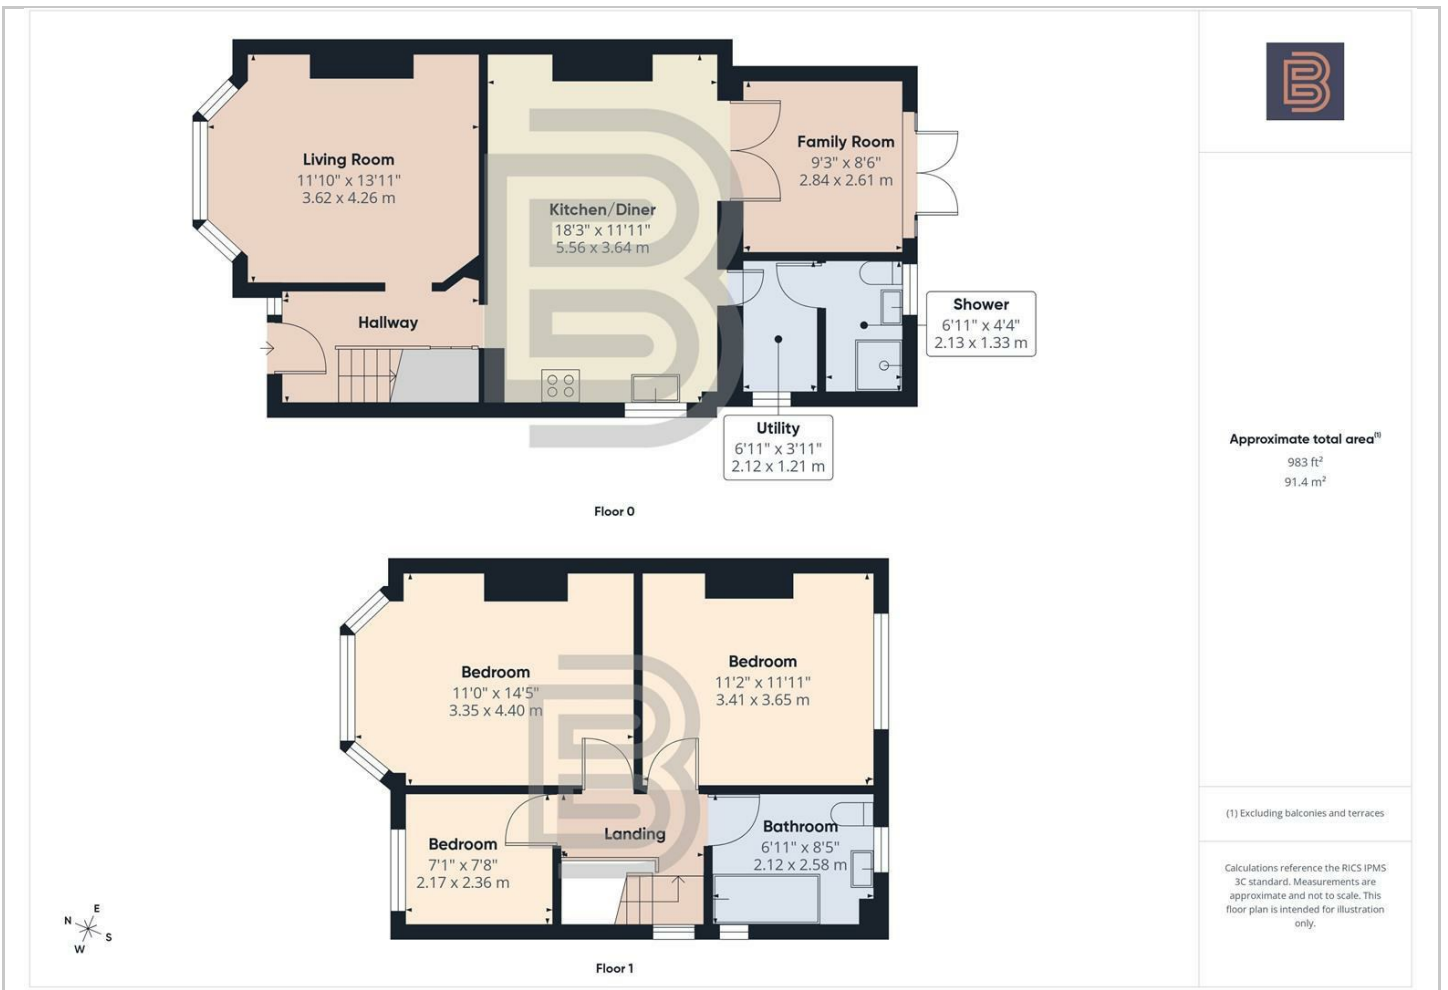 Living Room
11'10" x 13'11"
3.62 x 4.26 m
Kitchen/Diner
18'3" x 11'11"
5.56 x 3.64 m
Family Room
9'3" x 8'6"
2.84 x 2.61 m
Hallway
Shower
6'11" x 4'4"
2.13 x 1.33 m
Utility
6'11" x 3'11"
2.12 x 1.21 m
Floor 0
Bedroom
11'0" x 14'5"
3.35 x 4.40 m
Bedroom
11'2" x 11'11"
3.41 x 3.65 m
Bedroom
7'1" x 7'8"
2.17 x 2.36 m
Landing
Bathroom
6'11" x 8'5"
2.12 x 2.58 m
Floor 1
N
E
S
W
B
B
B
Approximate total area(1)
983 ft²
91.4 m²
(1) Excluding balconies and terraces
Calculations reference the RICS IPMS
3C standard. Measurements are
approximate and not to scale. This
floor plan is intended for illustration
only.